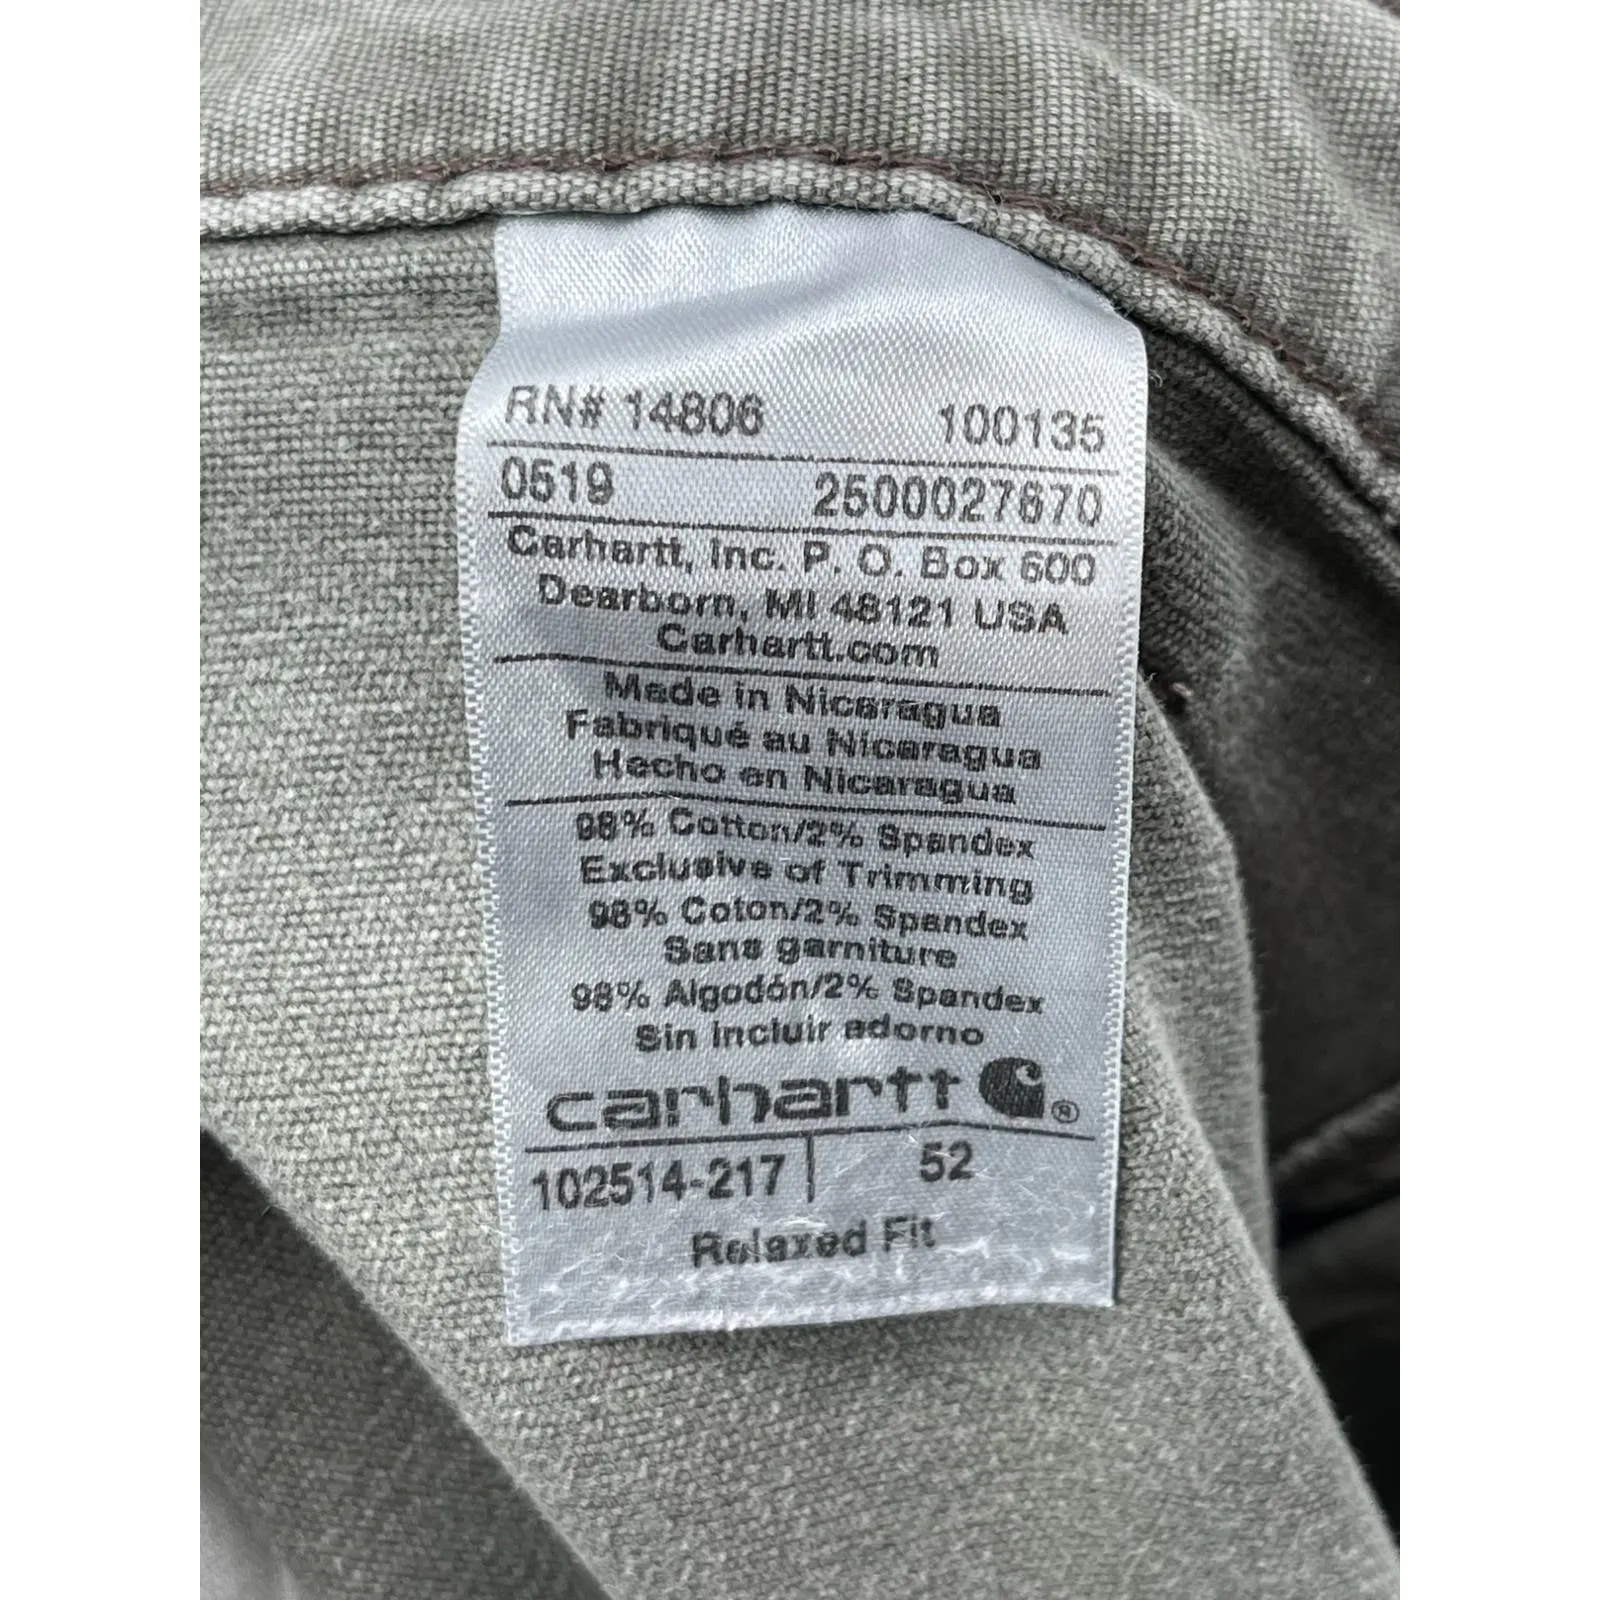 RN# 14806 100135
0519 2500027670
Carhartt, Inc. P. O. Box 600
Dearborn, MI 48121 USA
Carhartt.com
Made in Nicaragua
Fabriqué au Nicaragua
Hecho en Nicaragua
98% Cotton/2% Spandex
Exclusive of Trimming
98% Coton/2% Spandex
Sans garniture
98% Algodón/2% Spandex
Sin incluir adorno
carhartt ®
102514-217 52
Relaxed Fit